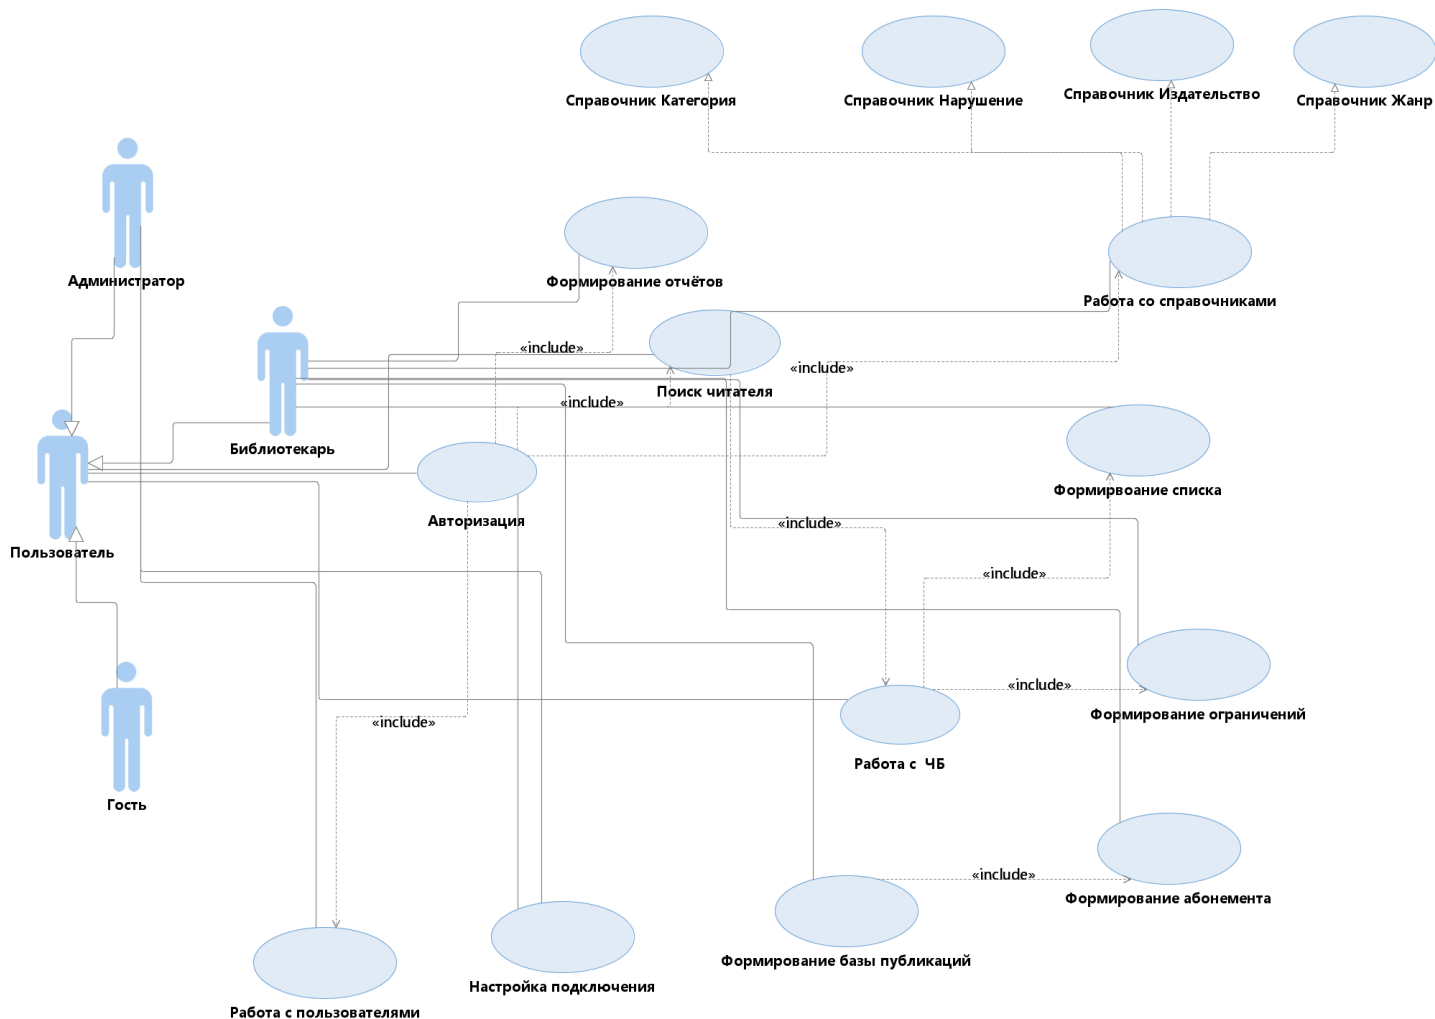 Справочник Категория
Справочник Нарушение
Справочник Издательство
Справочник Жанр
Администратор
Формирование отчётов
Работа со справочниками
«include»
«include»
Поиск читателя
«include»
Библиотекарь
Формирвоание списка
Авторизация
«include»
Пользователь
«include»
«include»
Формирование ограничений
«include»
Работа с  ЧБ
Гость
«include»
Формирование абонемента
Формирование базы публикаций
Настройка подключения
Работа с пользователями